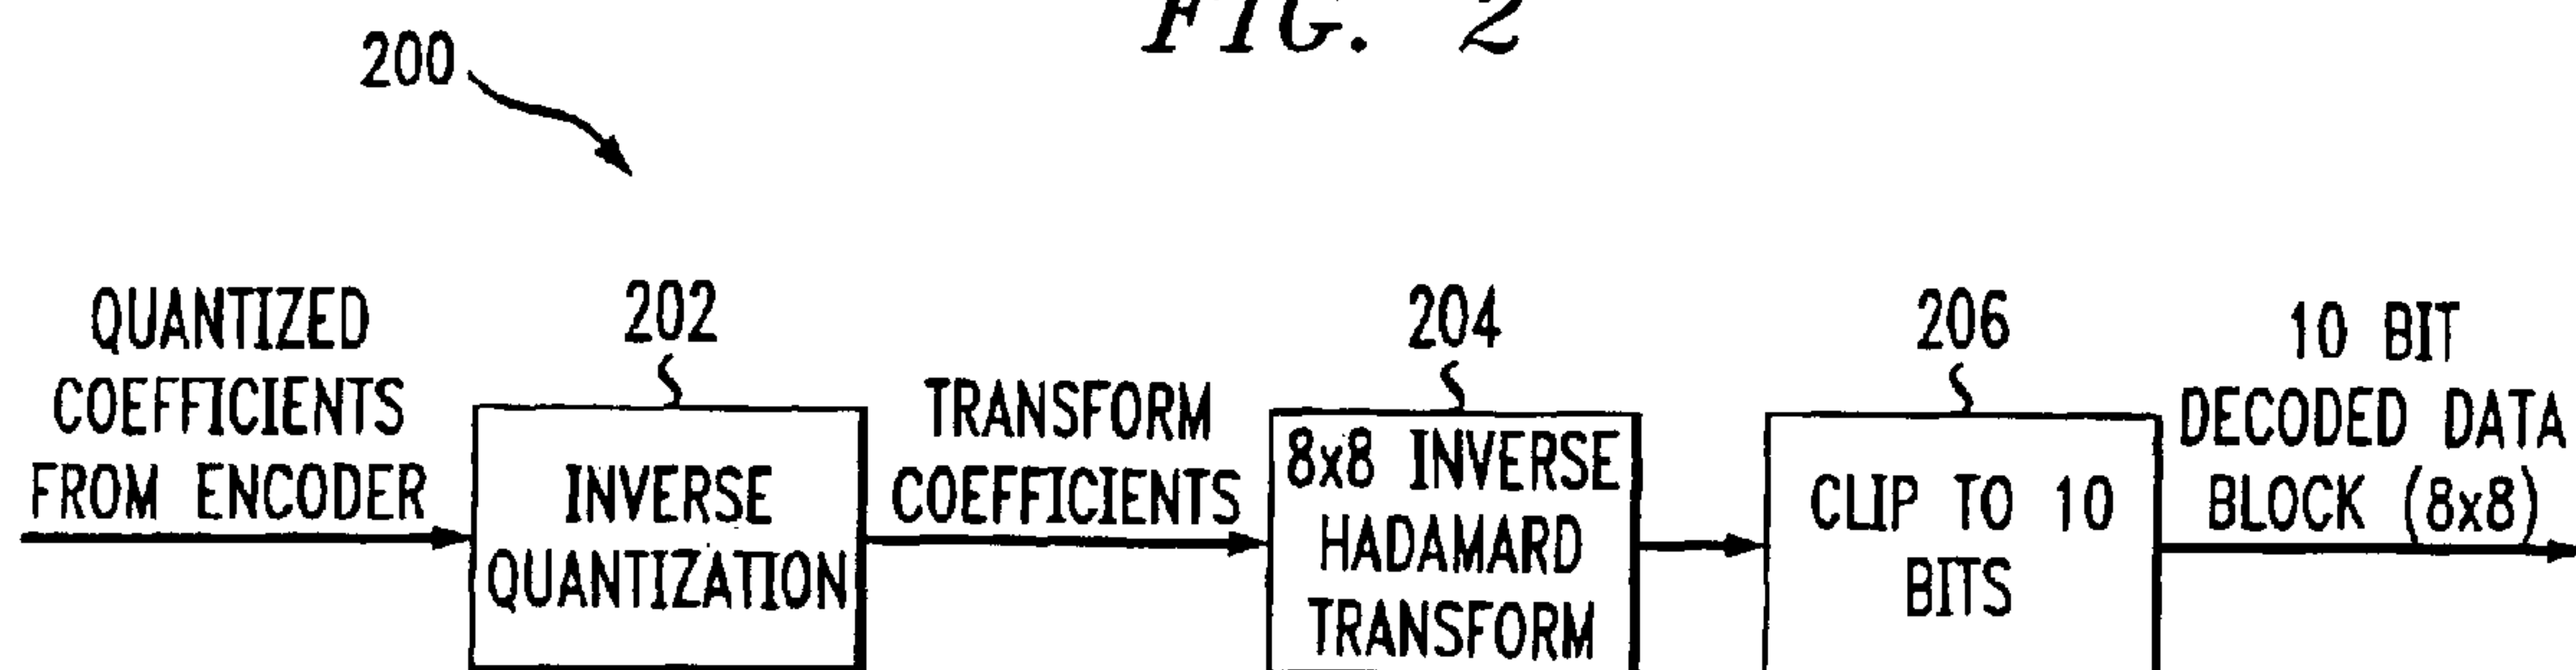 FIG. 2
200
QUANTIZED
COEFFICIENTS
FROM ENCODER
202
INVERSE
QUANTIZATION
TRANSFORM
COEFFICIENTS
204
8x8 INVERSE
HADAMARD
TRANSFORM
206
CLIP TO 10
BITS
10 BIT
DECODED DATA
BLOCK (8x8)